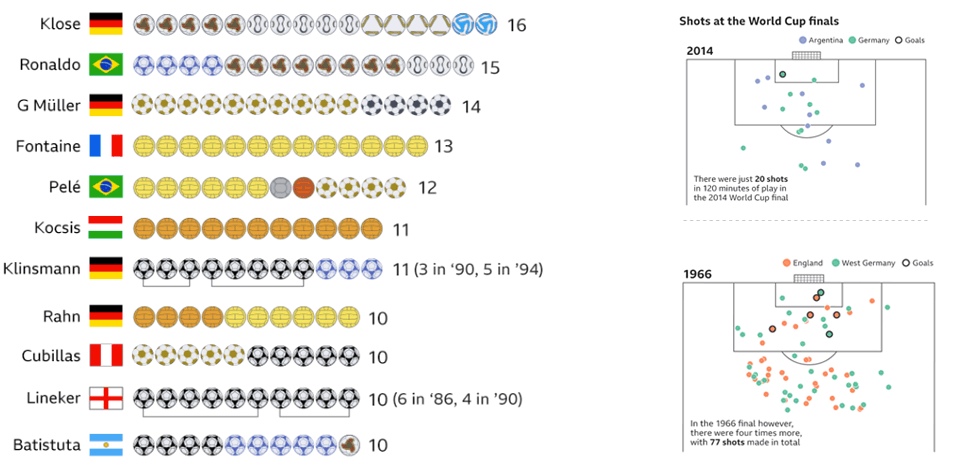 Klose 16
Ronaldo 15
G Müller 14
Fontaine 13
Pelé 12
Kocsis 11
Klinsmann 11 (3 in ‘90, 5 in ‘94)
Rahn 10
Cubillas 10
Lineker 10 (6 in ‘86, 4 in ‘90)
Batistuta 10
Shots at the World Cup finals
Argentina Germany Goals
2014
There were just 20 shots
in 120 minutes of play in
the 2014 World Cup final
England West Germany Goals
1966
In the 1966 final however,
there were four times more,
with 77 shots made in total